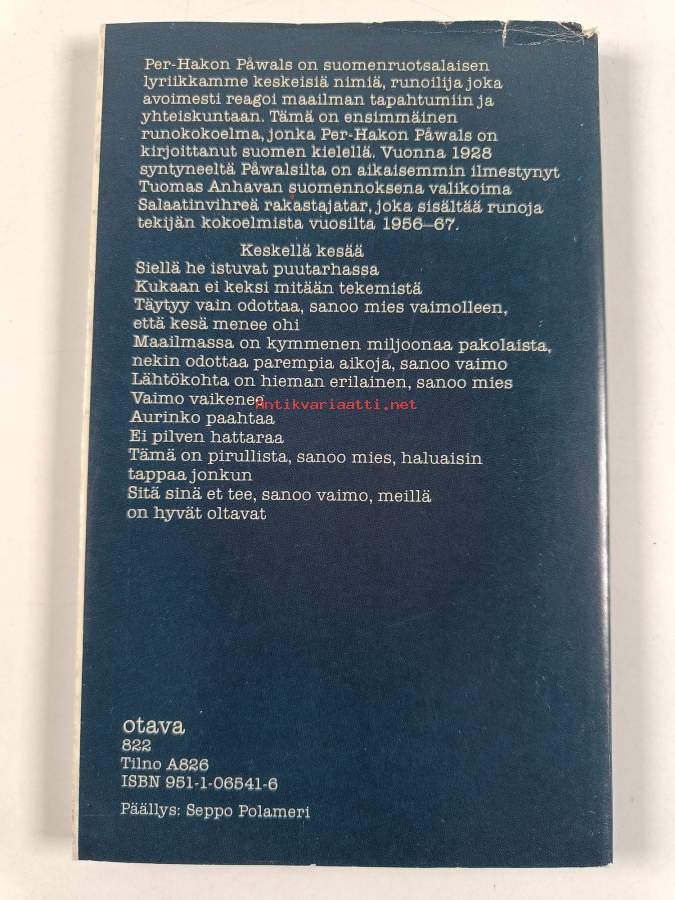 Per-Hakon Påwals on suomenruotsalaisen
lyriikkamme keskeisiä nimiä, runoilija joka
avoimesti reagoi maailman tapahtumiin ja
yhteiskuntaan. Tämä on ensimmäinen
runokokoelma, jonka Per-Hakon Påwals on
kirjoittanut suomen kielellä. Vuonna 1928
syntyneeltä Påwalsilta on aikaisemmin ilmestynyt
Tuomas Anhavan suomennoksena valikoima
Salaatinvihreä rakastajatar, joka sisältää runoja
tekijän kokoelmista vuosilta 1956–67.
Keskellä kesää
Siellä he istuvat puutarhassa
Kukaan ei keksi mitään tekemistä
Täytyy vain odottaa, sanoo mies vaimolleen,
että kesä menee ohi
Maailmassa on kymmenen miljoonaa pakolaista,
nekin odottaa parempia aikoja, sanoo vaimo
Lähtökohta on hieman erilainen, sanoo mies
Vaimo vaikenee
Antikvariaatti.net
Aurinko paahtaa
Ei pilven hattaraa
Tämä on pirullista, sanoo mies, haluaisin
tappaa jonkun
Sitä sinä et tee, sanoo vaimo, meillä
on hyvät oltavat
otava
822
Tilno A826
ISBN 951-1-06541-6
Päällys: Seppo Polameri